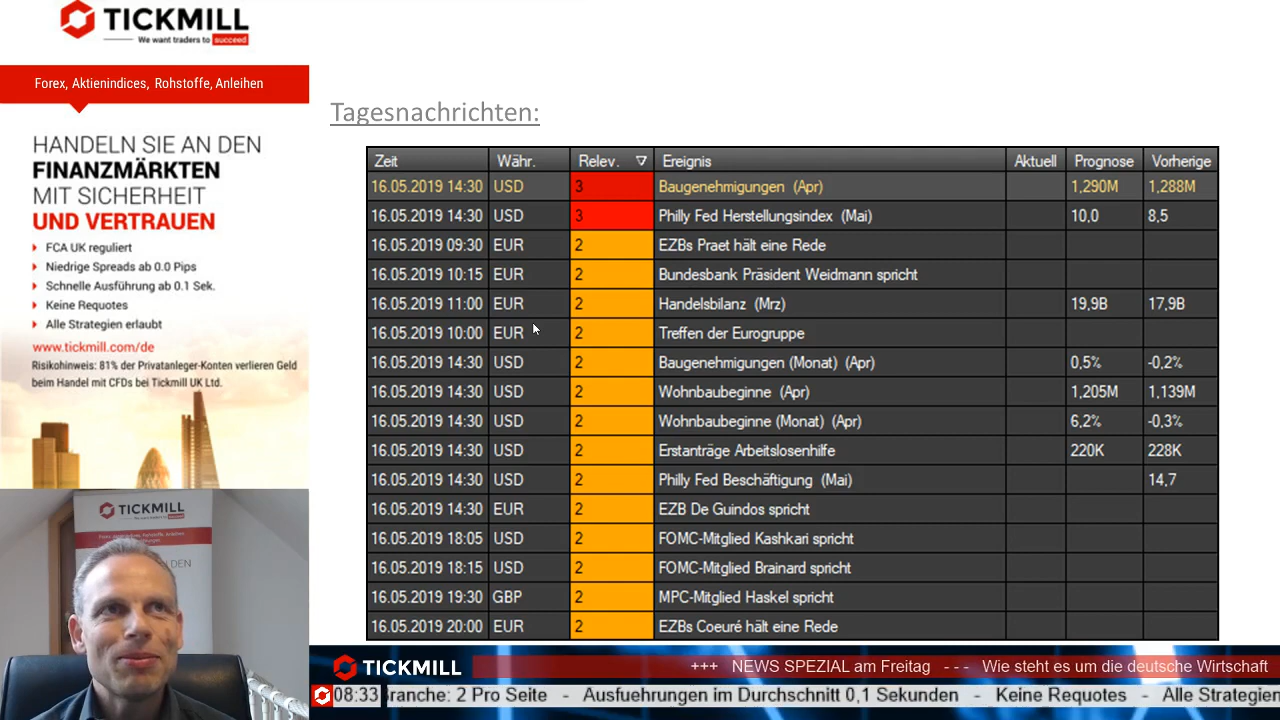 TICKMILL
We want traders to succeed
Forex, Aktienindices, Rohstoffe, Anleihen
HANDELN SIE AN DEN
FINANZMÄRKTEN
MIT SICHERHEIT
UND VERTRAUEN
FCA UK reguliert
Niedrige Spreads ab 0.0 Pips
Schnelle Ausführung ab 0.1 Sek.
Keine Requotes
Alle Strategien erlaubt
www.tickmill.com/de
Risikohinweis: 81% der Privatanleger-Konten verlieren Geld
beim Handel mit CFDs bei Tickmill UK Ltd.
TICKMILL
DEN
Tagesnachrichten:
Zeit Währ. Relev. Ereignis Aktuell Prognose Vorherige
16.05.2019 14:30 USD 3 Baugenehmigungen (Apr) 1,290M 1,288M
16.05.2019 14:30 USD 3 Philly Fed Herstellungsindex (Mai) 10,0 8,5
16.05.2019 09:30 EUR 2 EZBs Praet hält eine Rede
16.05.2019 10:15 EUR 2 Bundesbank Präsident Weidmann spricht
16.05.2019 11:00 EUR 2 Handelsbilanz (Mrz) 19,9B 17,9B
16.05.2019 10:00 EUR 2 Treffen der Eurogruppe
16.05.2019 14:30 USD 2 Baugenehmigungen (Monat) (Apr) 0,5% -0,2%
16.05.2019 14:30 USD 2 Wohnbaubeginne (Apr) 1,205M 1,139M
16.05.2019 14:30 USD 2 Wohnbaubeginne (Monat) (Apr) 6,2% -0,3%
16.05.2019 14:30 USD 2 Erstanträge Arbeitslosenhilfe 220K 228K
16.05.2019 14:30 USD 2 Philly Fed Beschäftigung (Mai) 14,7
16.05.2019 14:30 EUR 2 EZB De Guindos spricht
16.05.2019 18:05 USD 2 FOMC-Mitglied Kashkari spricht
16.05.2019 18:15 USD 2 FOMC-Mitglied Brainard spricht
16.05.2019 19:30 GBP 2 MPC-Mitglied Haskel spricht
16.05.2019 20:00 EUR 2 EZBs Coeuré hält eine Rede
TICKMILL +++ NEWS SPEZIAL am Freitag - - - Wie steht es um die deutsche Wirtschaft
08:33 ranche: 2 Pro Seite - Ausfuehrungen im Durchschnitt 0,1 Sekunden - Keine Requotes - Alle Strategien